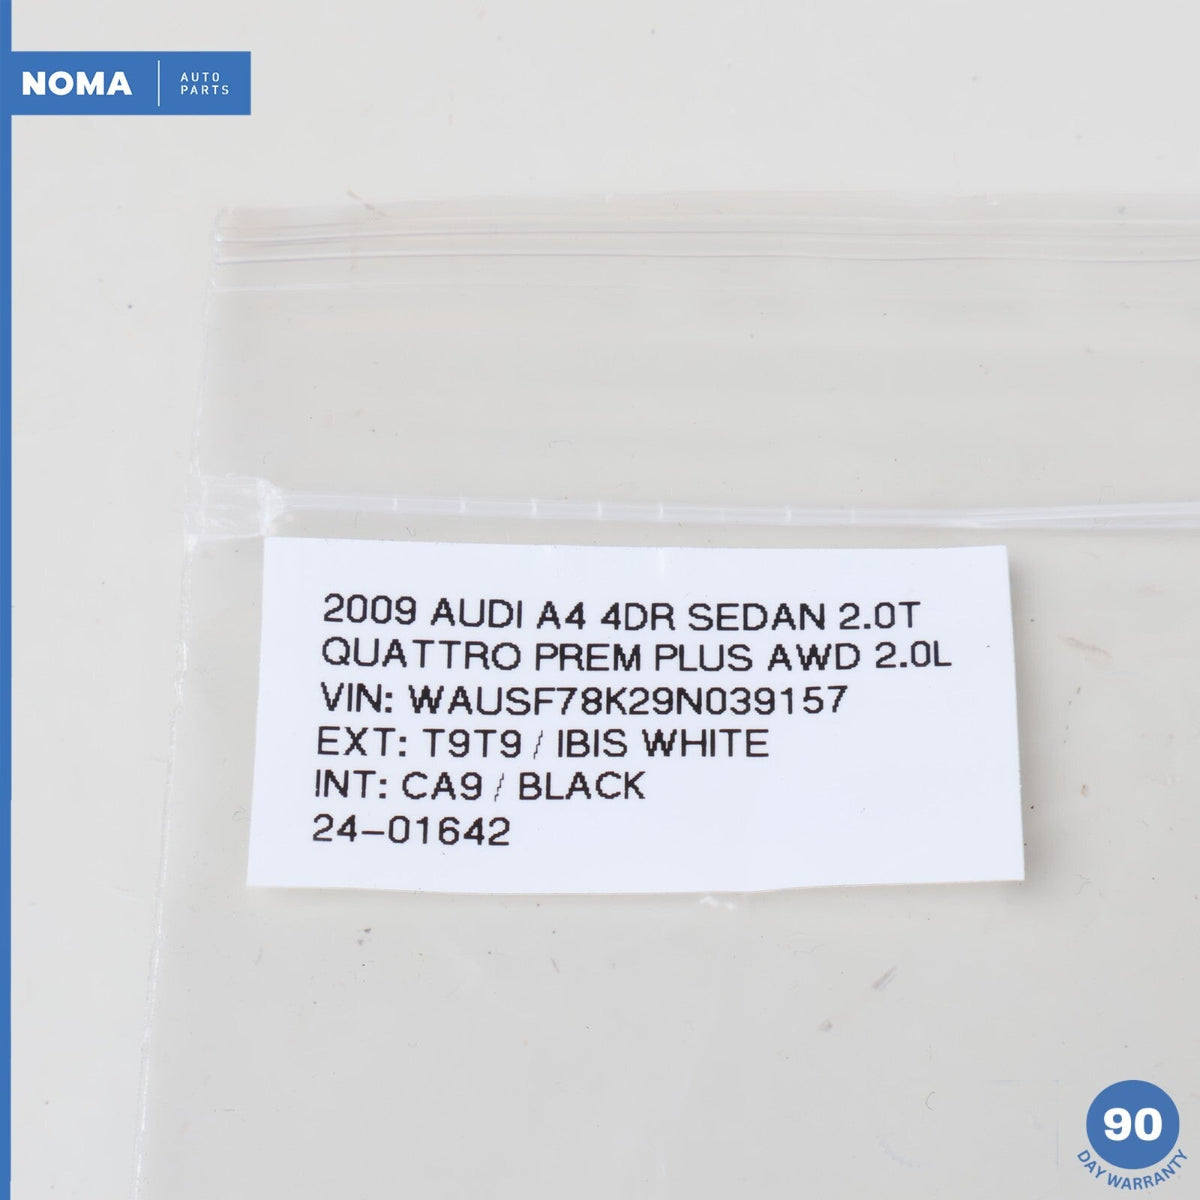 NOMA
AUTO
PARTS
2009 AUDI A4 4DR SEDAN 2.0T
QUATTRO PREM PLUS AWD 2.0L
VIN: WAUSF78K29N039157
EXT: T9T9 / IBIS WHITE
INT: CA9 / BLACK
24-01642
90
DAY WARRANTY